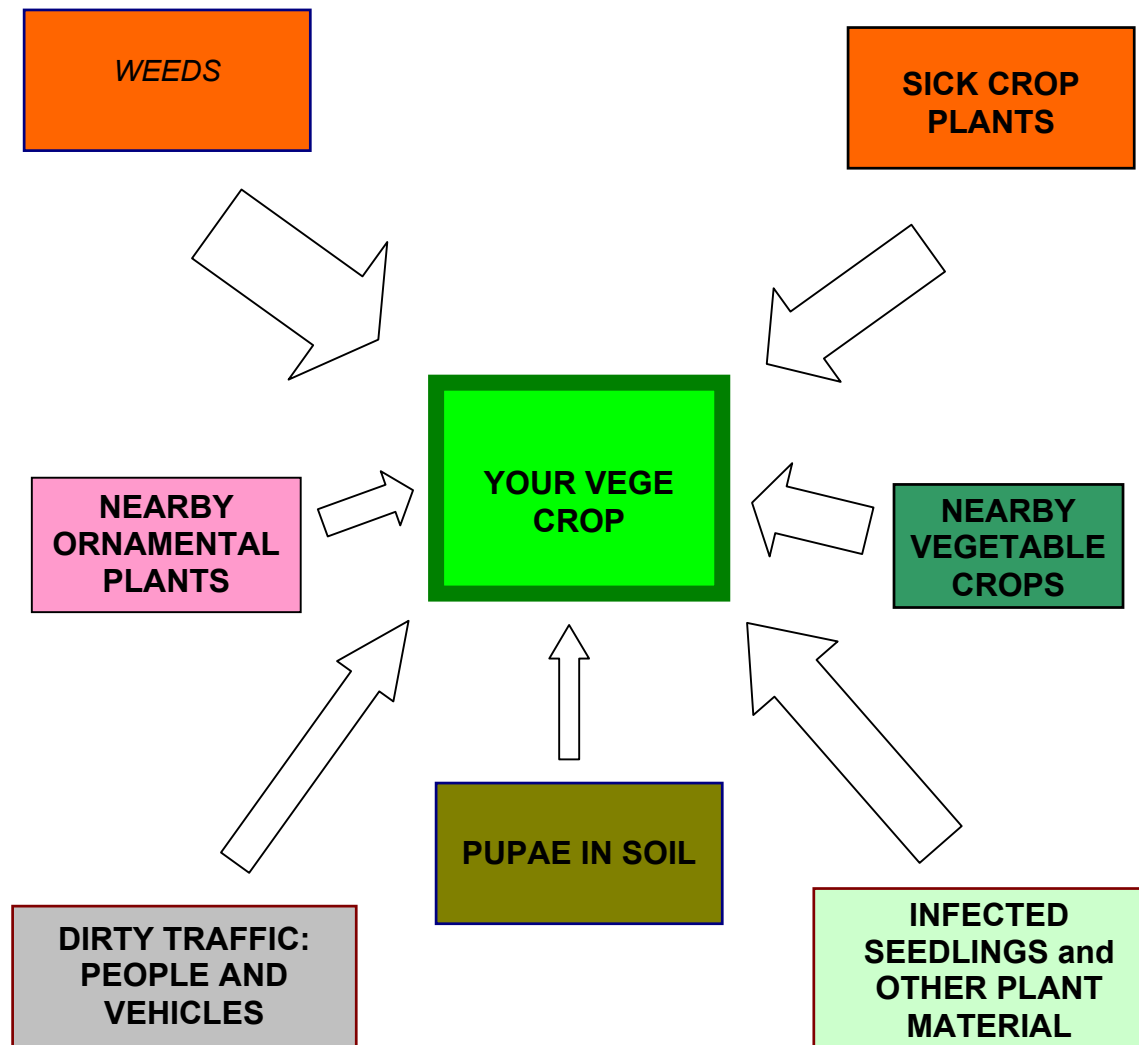 WEEDS
SICK CROP
PLANTS
YOUR VEGE
CROP
NEARBY
ORNAMENTAL
PLANTS
NEARBY
VEGETABLE
CROPS
PUPAE IN SOIL
DIRTY TRAFFIC:
PEOPLE AND
VEHICLES
INFECTED
SEEDLINGS and
OTHER PLANT
MATERIAL